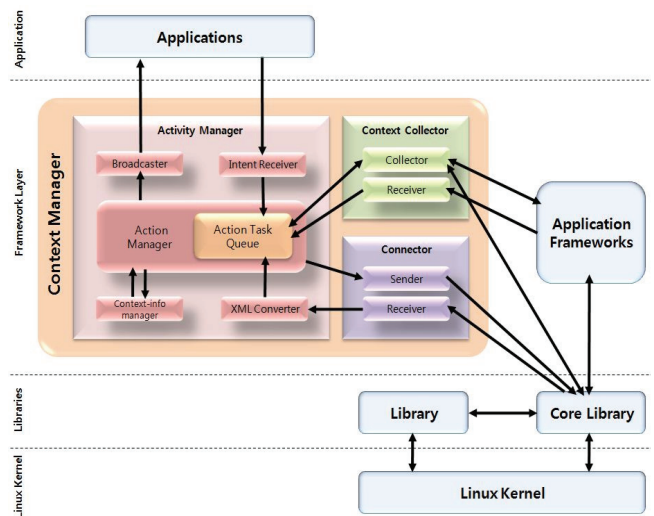 Application
Applications
Framework Layer
Context Manager
Activity Manager
Broadcaster
Intent Receiver
Action
Manager
Action Task
Queue
Context-info
manager
XML Converter
Context Collector
Collector
Receiver
Connector
Sender
Receiver
Application
Frameworks
Libraries
Library
Core Library
Linux Kernel
Linux Kernel